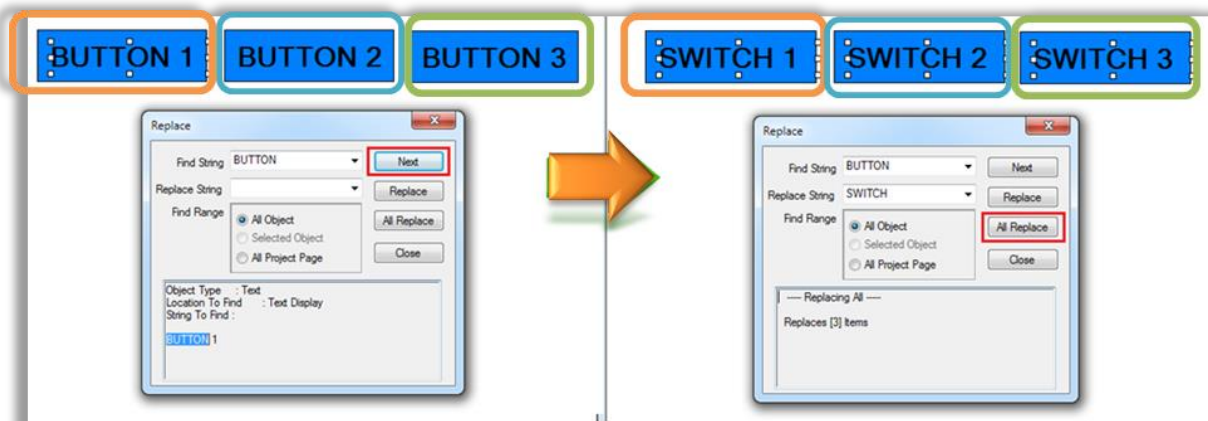 BUTTON 1
BUTTON 2
BUTTON 3
Replace
Find String BUTTON Next
Replace String Replace
Find Range All Object All Replace
Selected Object
All Project Page Close
Object Type : Text
Location To Find : Text Display
String To Find :
BUTTON 1
SWITCH 1
SWITCH 2
SWITCH 3
Replace
Find String BUTTON Next
Replace String SWITCH Replace
Find Range All Object All Replace
Selected Object
All Project Page Close
---- Replacing All ----
Replaces [3] Items